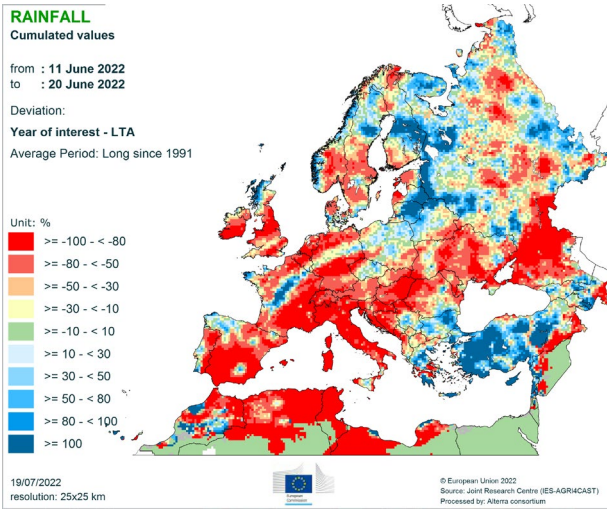 RAINFALL
Cumulated values
from : 11 June 2022
to : 20 June 2022
Deviation:
Year of interest - LTA
Average Period: Long since 1991
Unit: %
>= -100 - < -80
>= -80 - < -50
>= -50 - < -30
>= -30 - < -10
>= -10 - < 10
>= 10 - < 30
>= 30 - < 50
>= 50 - < 80
>= 80 - < 100
>= 100
19/07/2022
resolution: 25x25 km
European
Commission
© European Union 2022
Source: Joint Research Centre (IES-AGRI4CAST)
Processed by: Alterra consortium